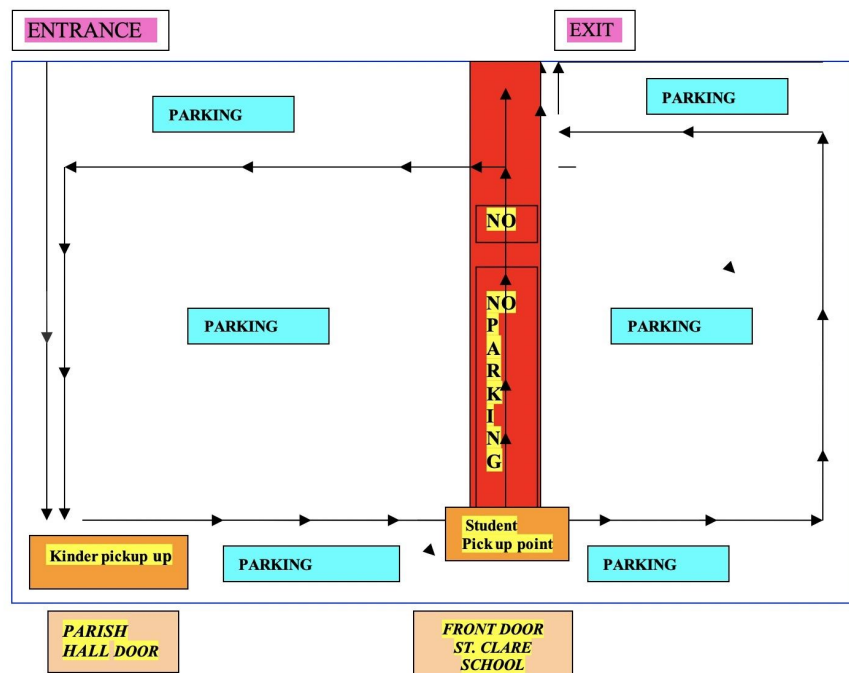 ENTRANCE
EXIT
PARKING
PARKING
NO
NO
P
A
R
K
I
N
G
PARKING
PARKING
Student
Pick up point
Kinder pickup up
PARKING
PARKING
PARISH
HALL DOOR
FRONT DOOR
ST. CLARE
SCHOOL